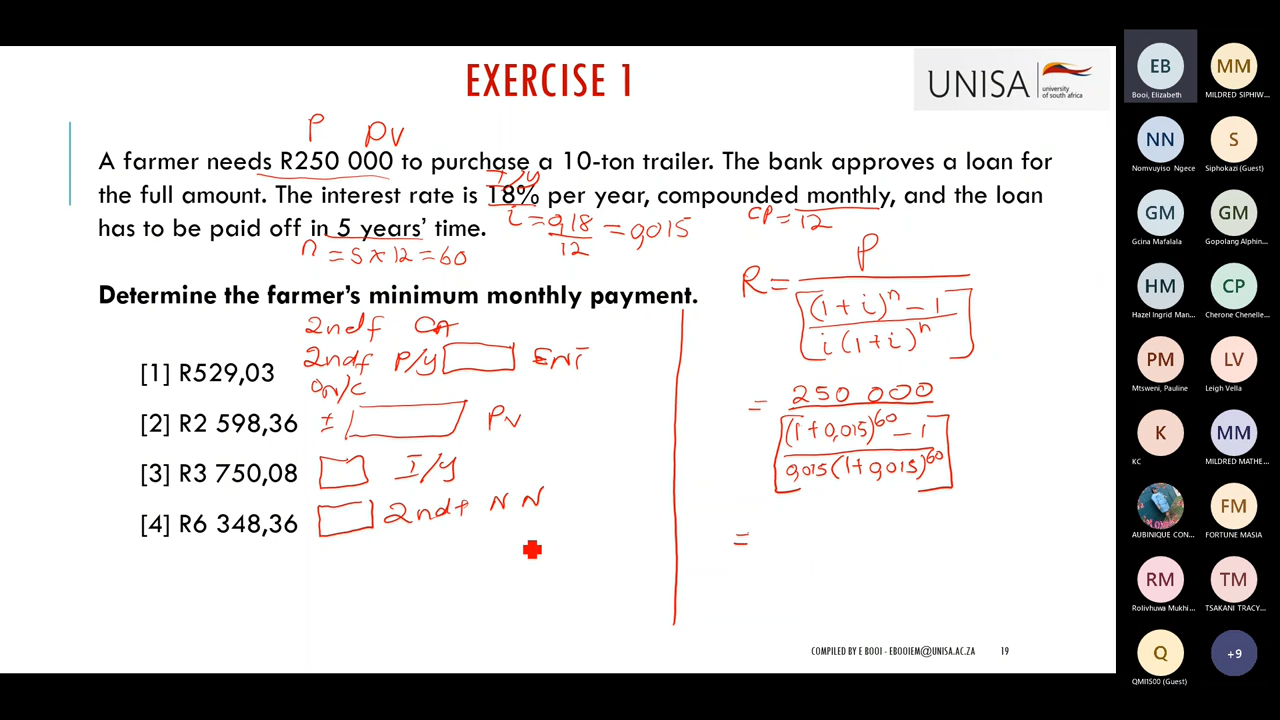 EXERCISE 1
UNISA
university
of south africa
P PV
A farmer needs R250 000 to purchase a 10-ton trailer. The bank approves a loan for
I/y
the full amount. The interest rate is 18% per year, compounded monthly, and the loan
has to be paid off in 5 years' time.
i = 0,18/12 = 0,015
CP = 12
n = 5 x 12 = 60
Determine the farmer's minimum monthly payment.
2ndf CA
2ndf P/Y ENT
ON/C
[1] R529,03
[2] R2 598,36
± PV
[3] R3 750,08
I/Y
[4] R6 348,36
2ndf N N
R = P / [((1 + i)^n - 1) / (i(1 + i)^n)]
= 250 000 / [((1+0,015)^60 - 1) / (0,015(1+0,015)^60)]
=
COMPILED BY E BOOI - EBOOIEM@UNISA.AC.ZA 19
EB
Booi, Elizabeth
MM
MILDRED SIPHIW...
NN
Nomvuyiso Ngece
S
Siphokazi (Guest)
GM
Gcina Mafalala
GM
Gopolang Alphin...
HM
Hazel Ingrid Man...
CP
Cherone Chenelle...
PM
Mtsweni, Pauline
LV
Leigh Vella
K
KC
MM
MILDRED MATHE...
AUBINIQUE CON...
FM
FORTUNE MASIA
RM
Rolivhuwa Mukhi...
TM
TSAKANI TRACY...
Q
QMI1500 (Guest)
+9